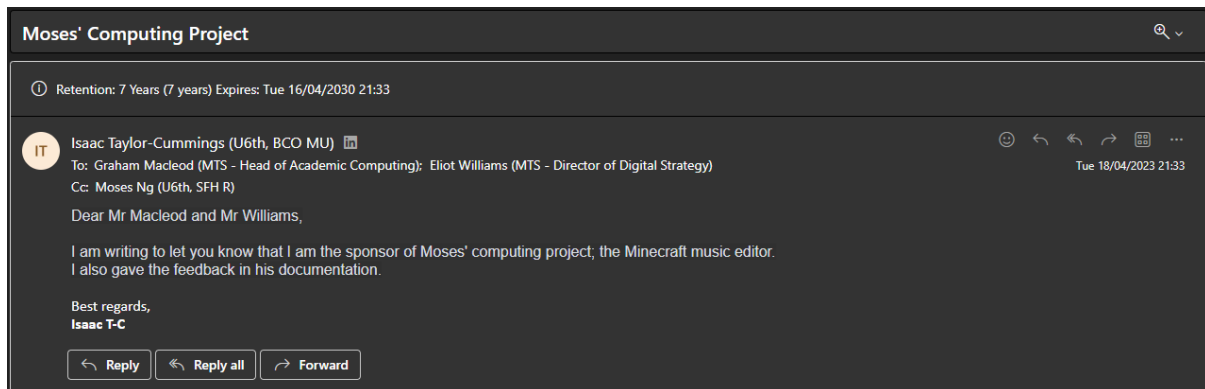 Moses' Computing Project
Retention: 7 Years (7 years) Expires: Tue 16/04/2030 21:33
IT
Isaac Taylor-Cummings (U6th, BCO MU) in
To: Graham Macleod (MTS - Head of Academic Computing); Eliot Williams (MTS - Director of Digital Strategy)
Tue 18/04/2023 21:33
Cc: Moses Ng (U6th, SFH R)
Dear Mr Macleod and Mr Williams,
I am writing to let you know that I am the sponsor of Moses' computing project; the Minecraft music editor.
I also gave the feedback in his documentation.
Best regards,
Isaac T-C
Reply Reply all Forward